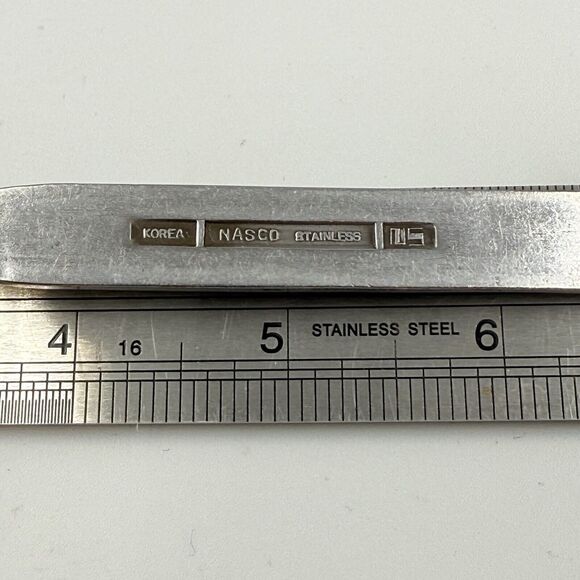 KOREA NASCO STAINLESS
4 16 5 STAINLESS STEEL 6